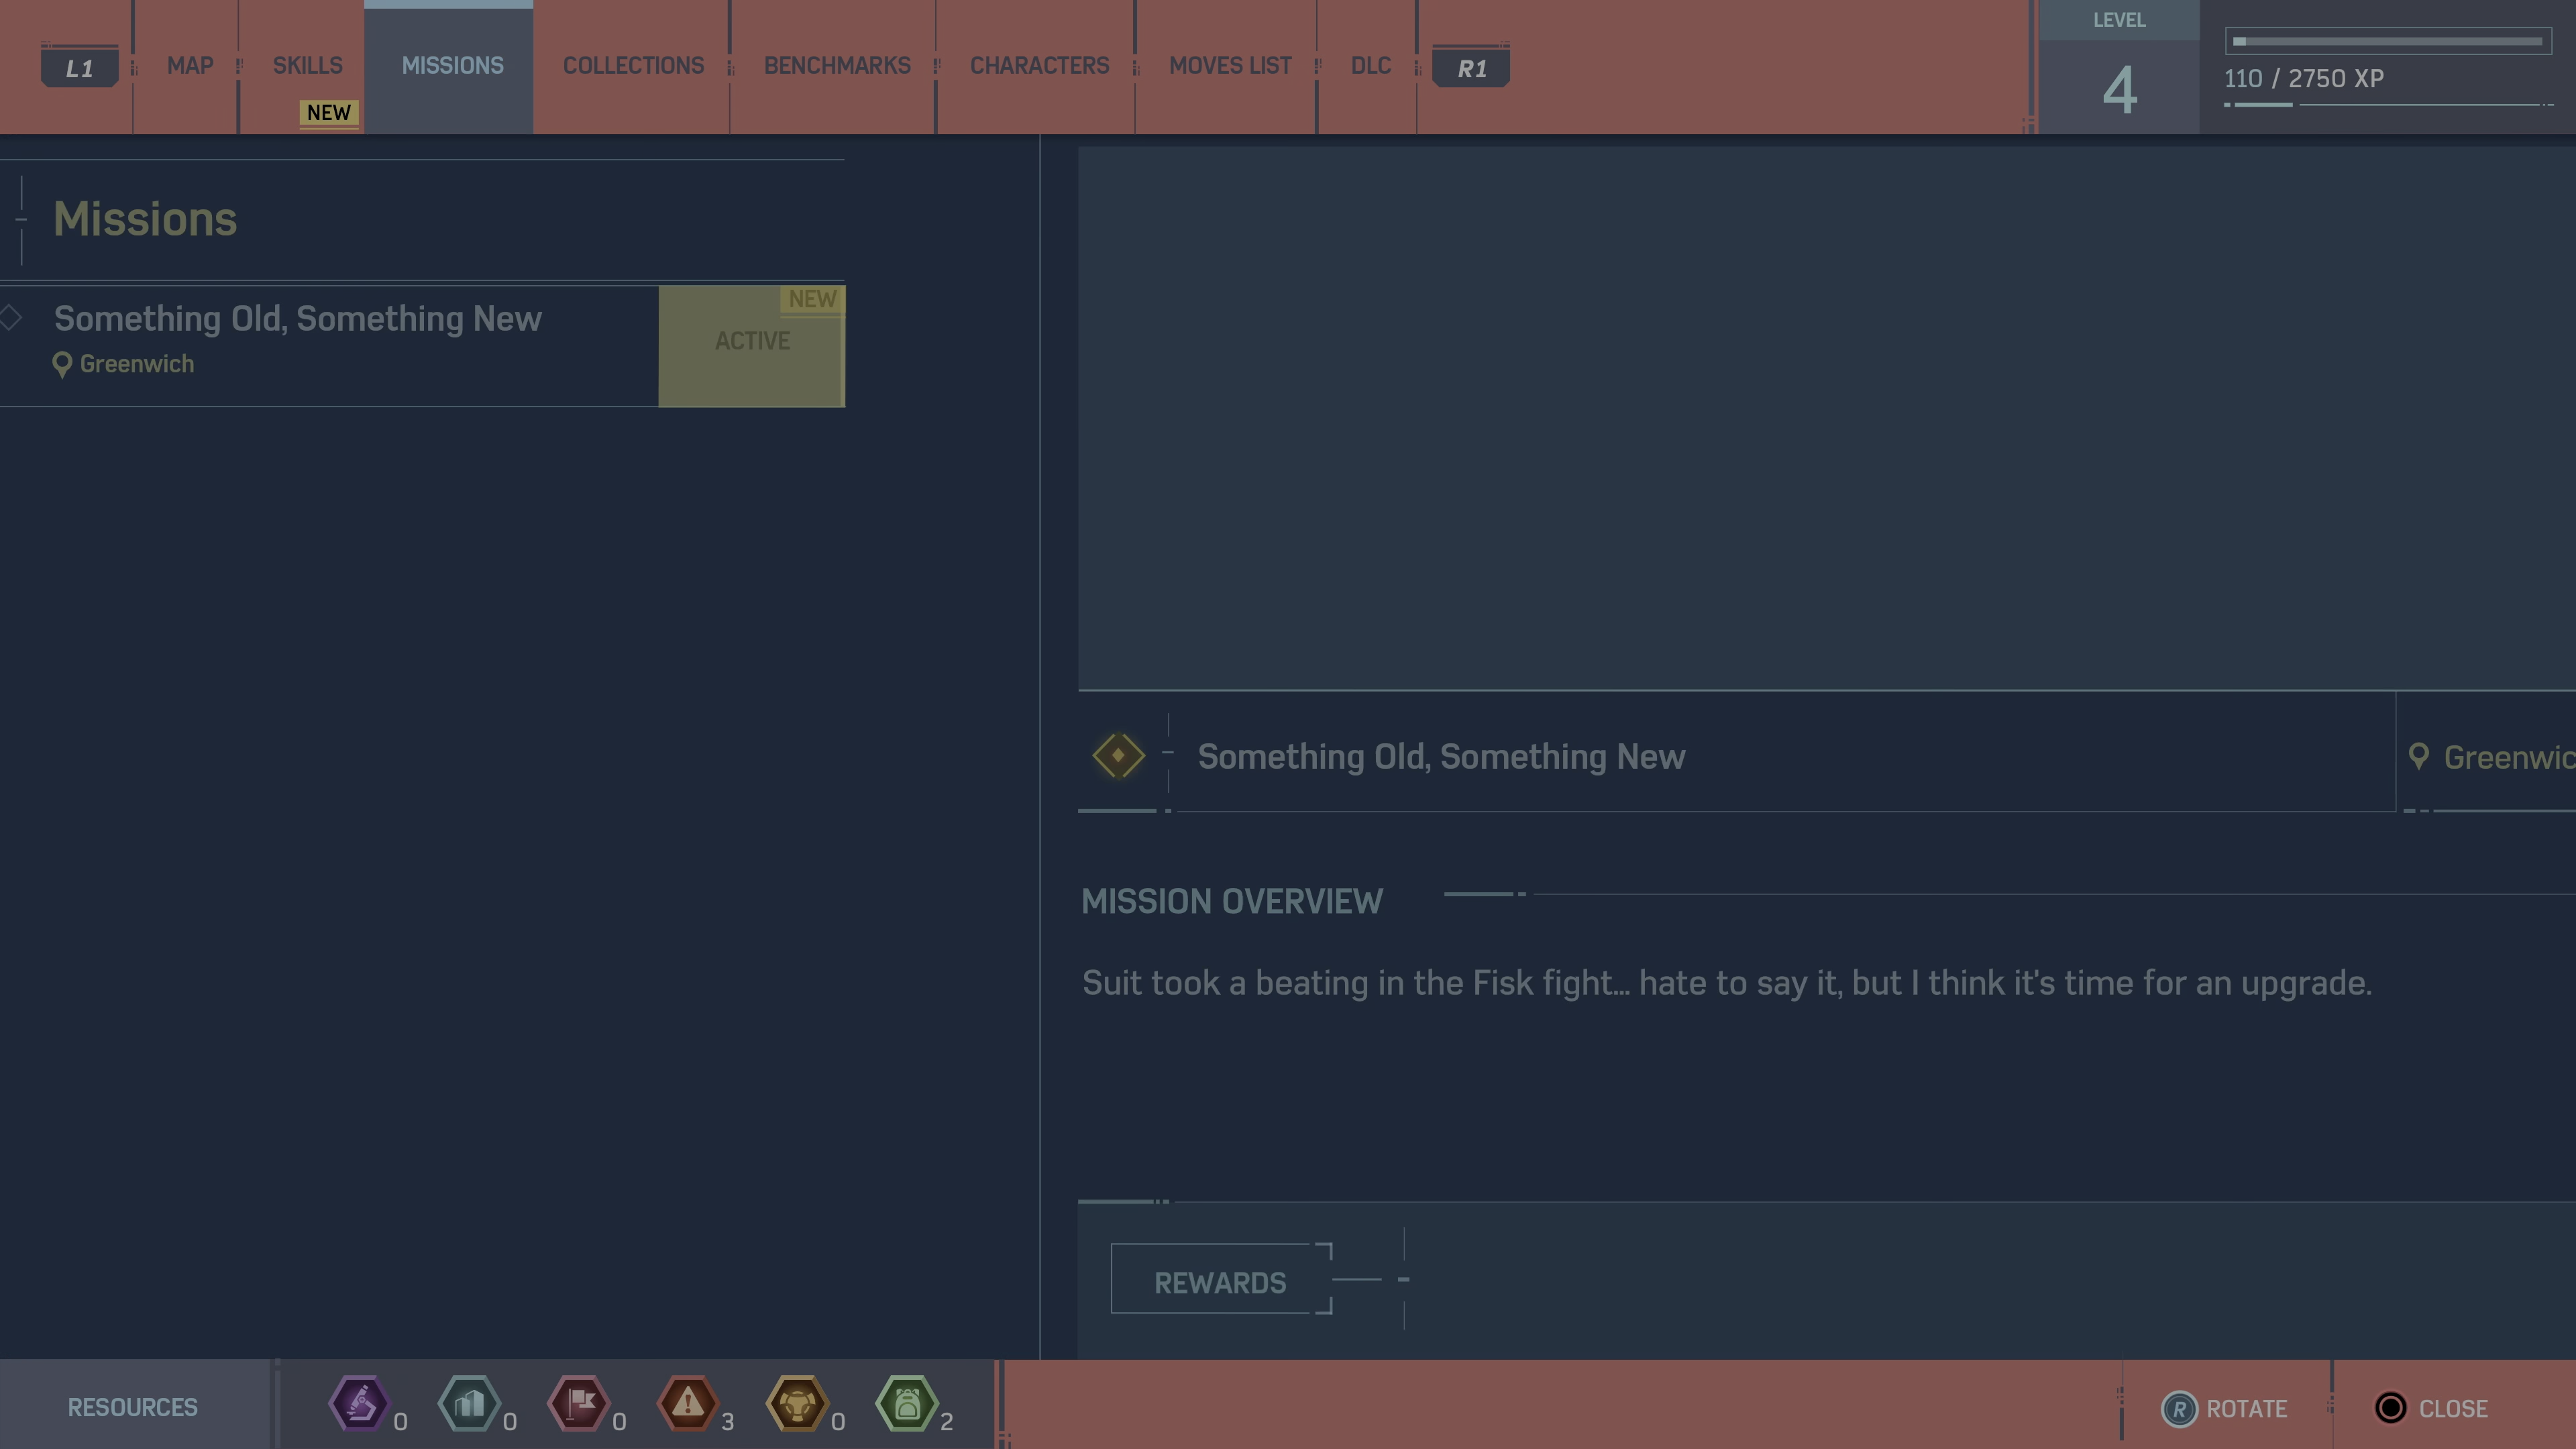 L1
MAP
SKILLS
NEW
MISSIONS
COLLECTIONS
BENCHMARKS
CHARACTERS
MOVES LIST
DLC
R1
LEVEL
4
110 / 2750 XP
Missions
Something Old, Something New
Greenwich
NEW
ACTIVE
Something Old, Something New
Greenwic
MISSION OVERVIEW
Suit took a beating in the Fisk fight... hate to say it, but I think it's time for an upgrade.
REWARDS
RESOURCES
0
0
0
3
0
2
R ROTATE
CLOSE